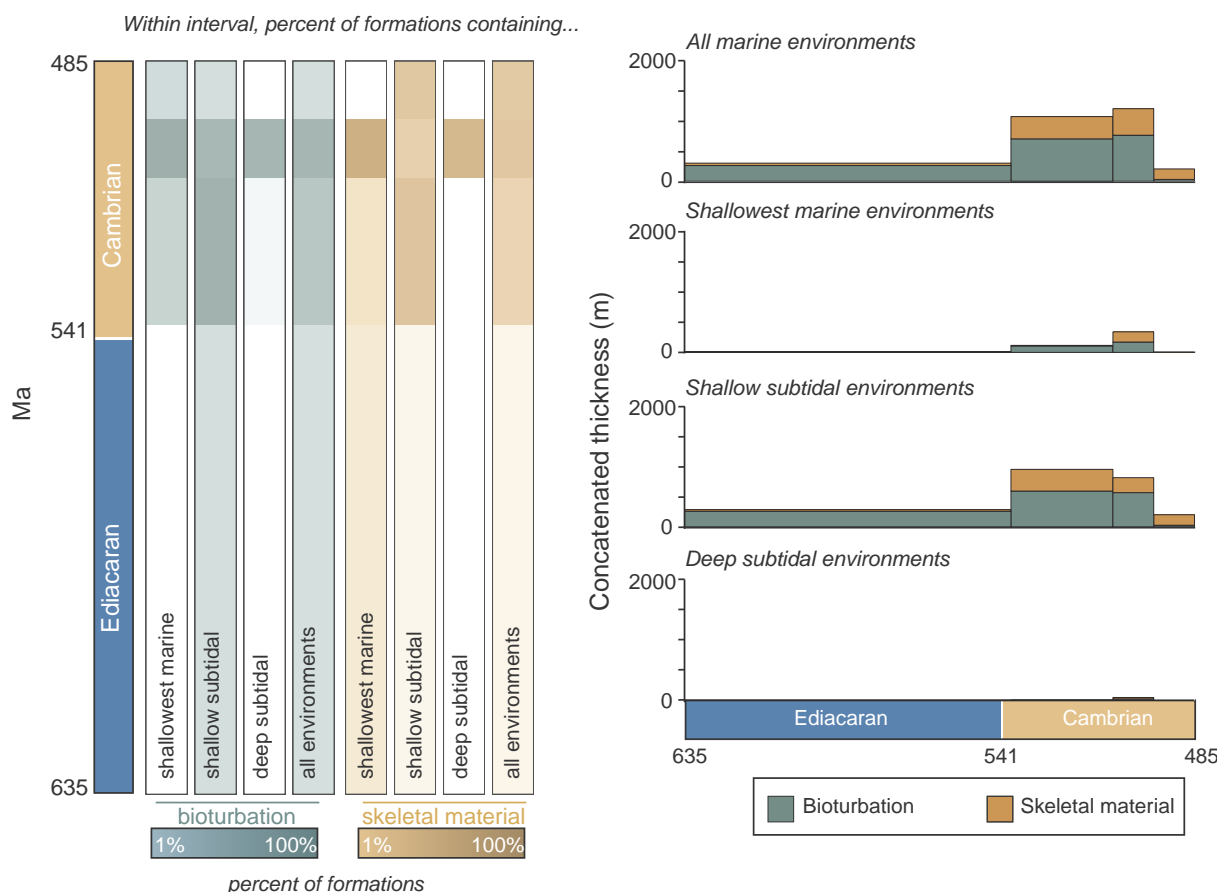 Within interval, percent of formations containing...
485
541
635
Ma
Cambrian
Ediacaran
shallowest marine
shallow subtidal
deep subtidal
all environments
shallowest marine
shallow subtidal
deep subtidal
all environments
bioturbation
skeletal material
1% 100%
1% 100%
percent of formations
Concatenated thickness (m)
All marine environments
2000
0
Shallowest marine environments
2000
0
Shallow subtidal environments
2000
0
Deep subtidal environments
2000
0
Ediacaran
Cambrian
635 541 485
Bioturbation
Skeletal material